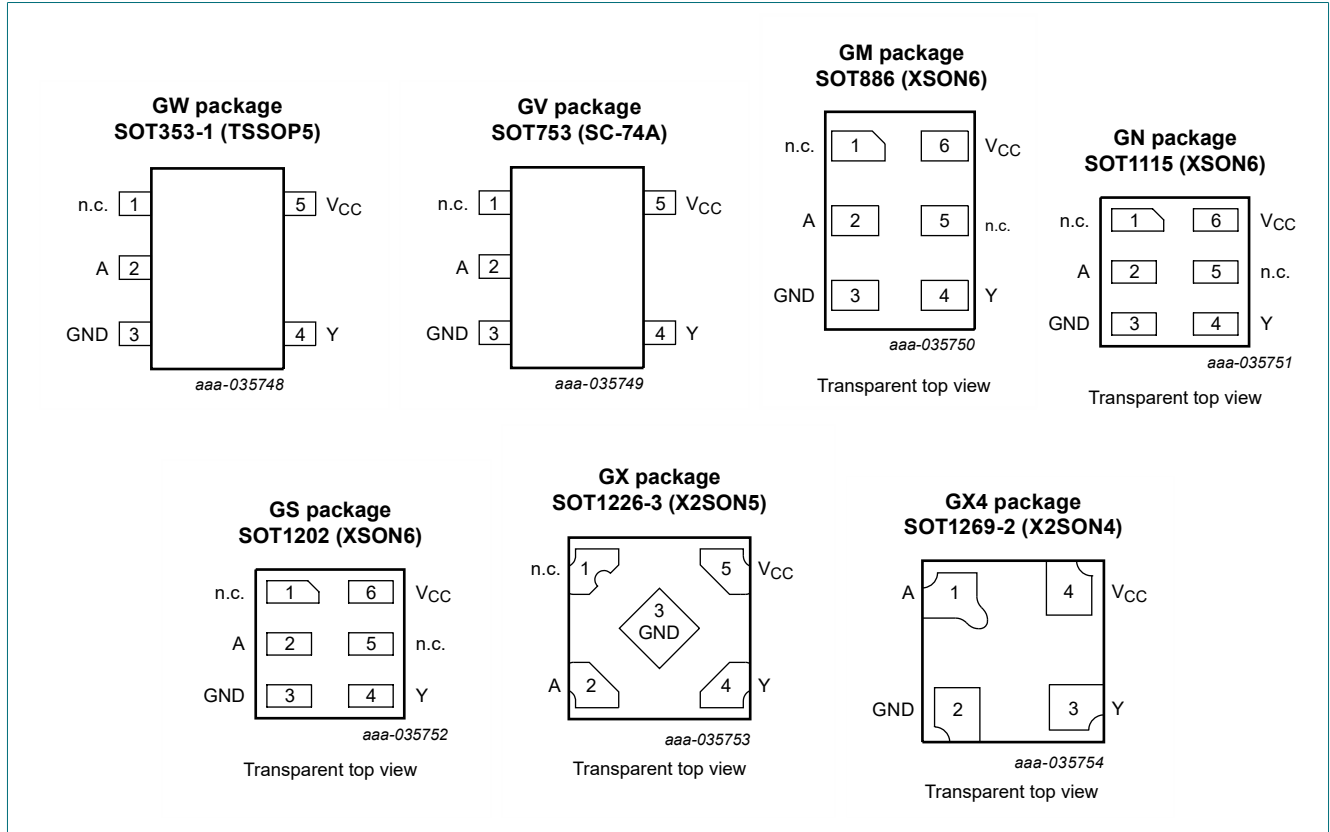 GW package
SOT353-1 (TSSOP5)
n.c. 1
5 VCC
A 2
GND 3
4 Y
aaa-035748
GV package
SOT753 (SC-74A)
n.c. 1
5 VCC
A 2
GND 3
4 Y
aaa-035749
GM package
SOT886 (XSON6)
n.c. 1 6 VCC
A 2 5 n.c.
GND 3 4 Y
aaa-035750
Transparent top view
GN package
SOT1115 (XSON6)
n.c. 1 6 VCC
A 2 5 n.c.
GND 3 4 Y
aaa-035751
Transparent top view
GS package
SOT1202 (XSON6)
n.c. 1 6 VCC
A 2 5 n.c.
GND 3 4 Y
aaa-035752
Transparent top view
GX package
SOT1226-3 (X2SON5)
n.c. 1 5 VCC
3
GND
A 2 4 Y
aaa-035753
Transparent top view
GX4 package
SOT1269-2 (X2SON4)
A 1 4 VCC
GND 2 3 Y
aaa-035754
Transparent top view